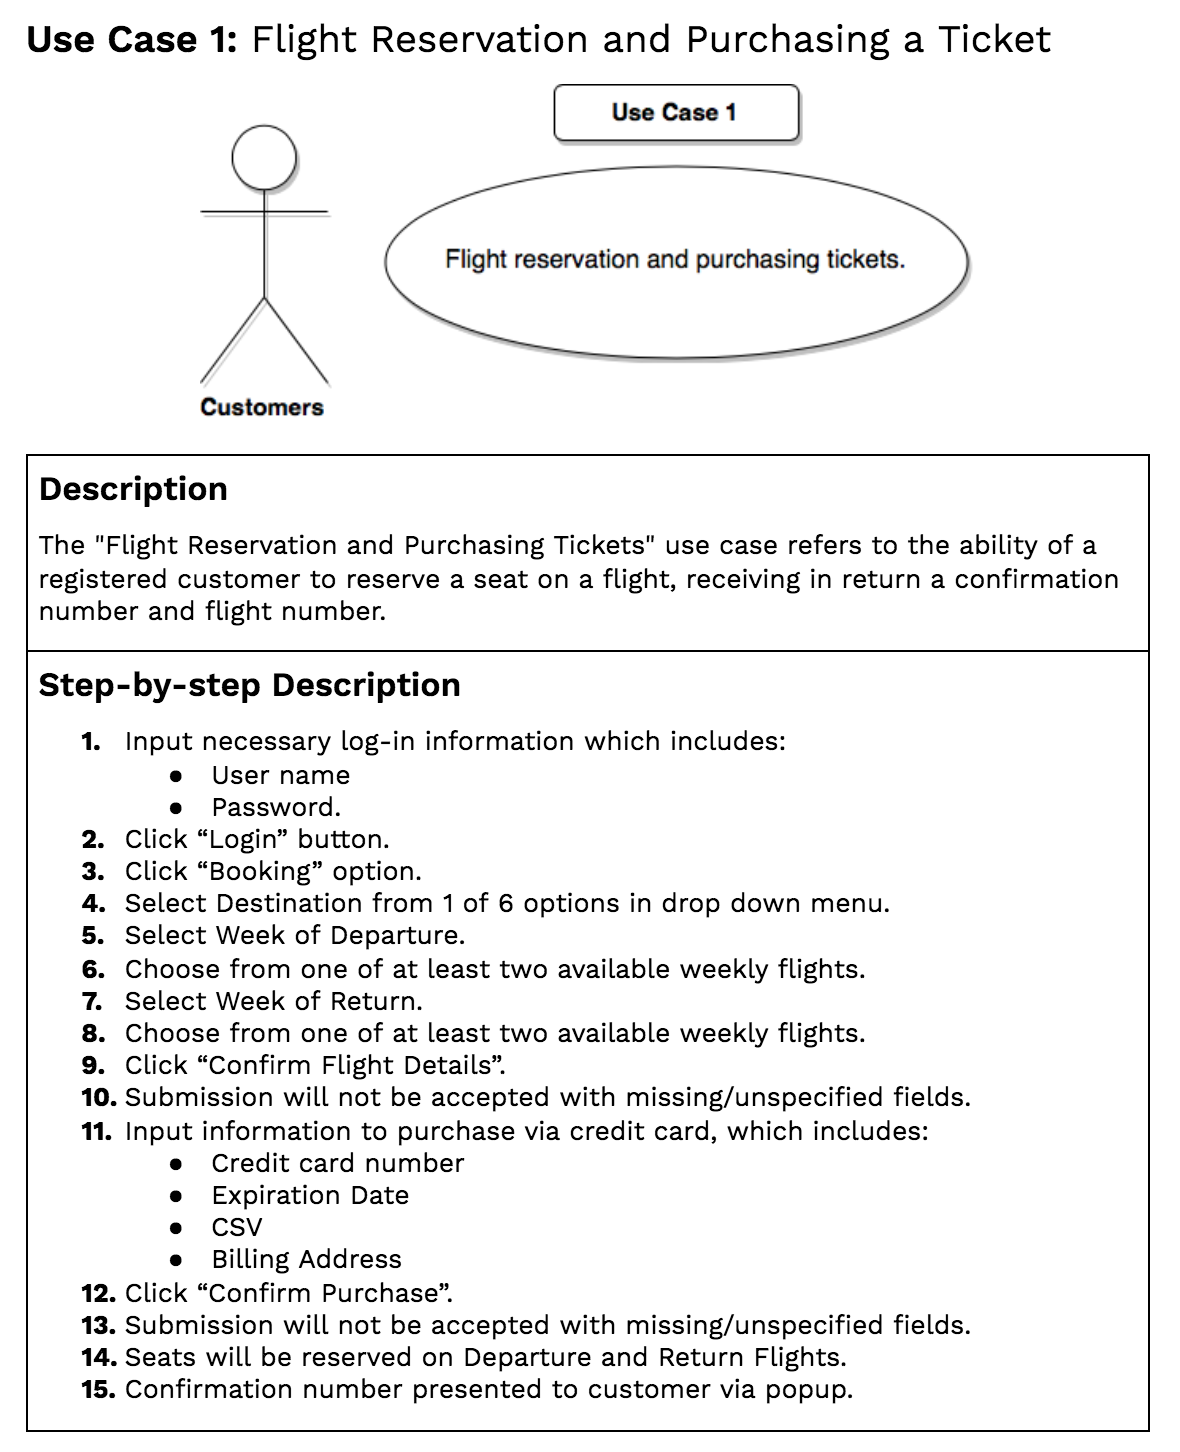 Use Case 1: Flight Reservation and Purchasing a Ticket
Use Case 1
Flight reservation and purchasing tickets.
Customers
Description
The "Flight Reservation and Purchasing Tickets" use case refers to the ability of a
registered customer to reserve a seat on a flight, receiving in return a confirmation
number and flight number.
Step-by-step Description
1. Input necessary log-in information which includes:
● User name
● Password.
2. Click “Login” button.
3. Click “Booking” option.
4. Select Destination from 1 of 6 options in drop down menu.
5. Select Week of Departure.
6. Choose from one of at least two available weekly flights.
7. Select Week of Return.
8. Choose from one of at least two available weekly flights.
9. Click “Confirm Flight Details”.
10. Submission will not be accepted with missing/unspecified fields.
11. Input information to purchase via credit card, which includes:
● Credit card number
● Expiration Date
● CSV
● Billing Address
12. Click “Confirm Purchase”.
13. Submission will not be accepted with missing/unspecified fields.
14. Seats will be reserved on Departure and Return Flights.
15. Confirmation number presented to customer via popup.